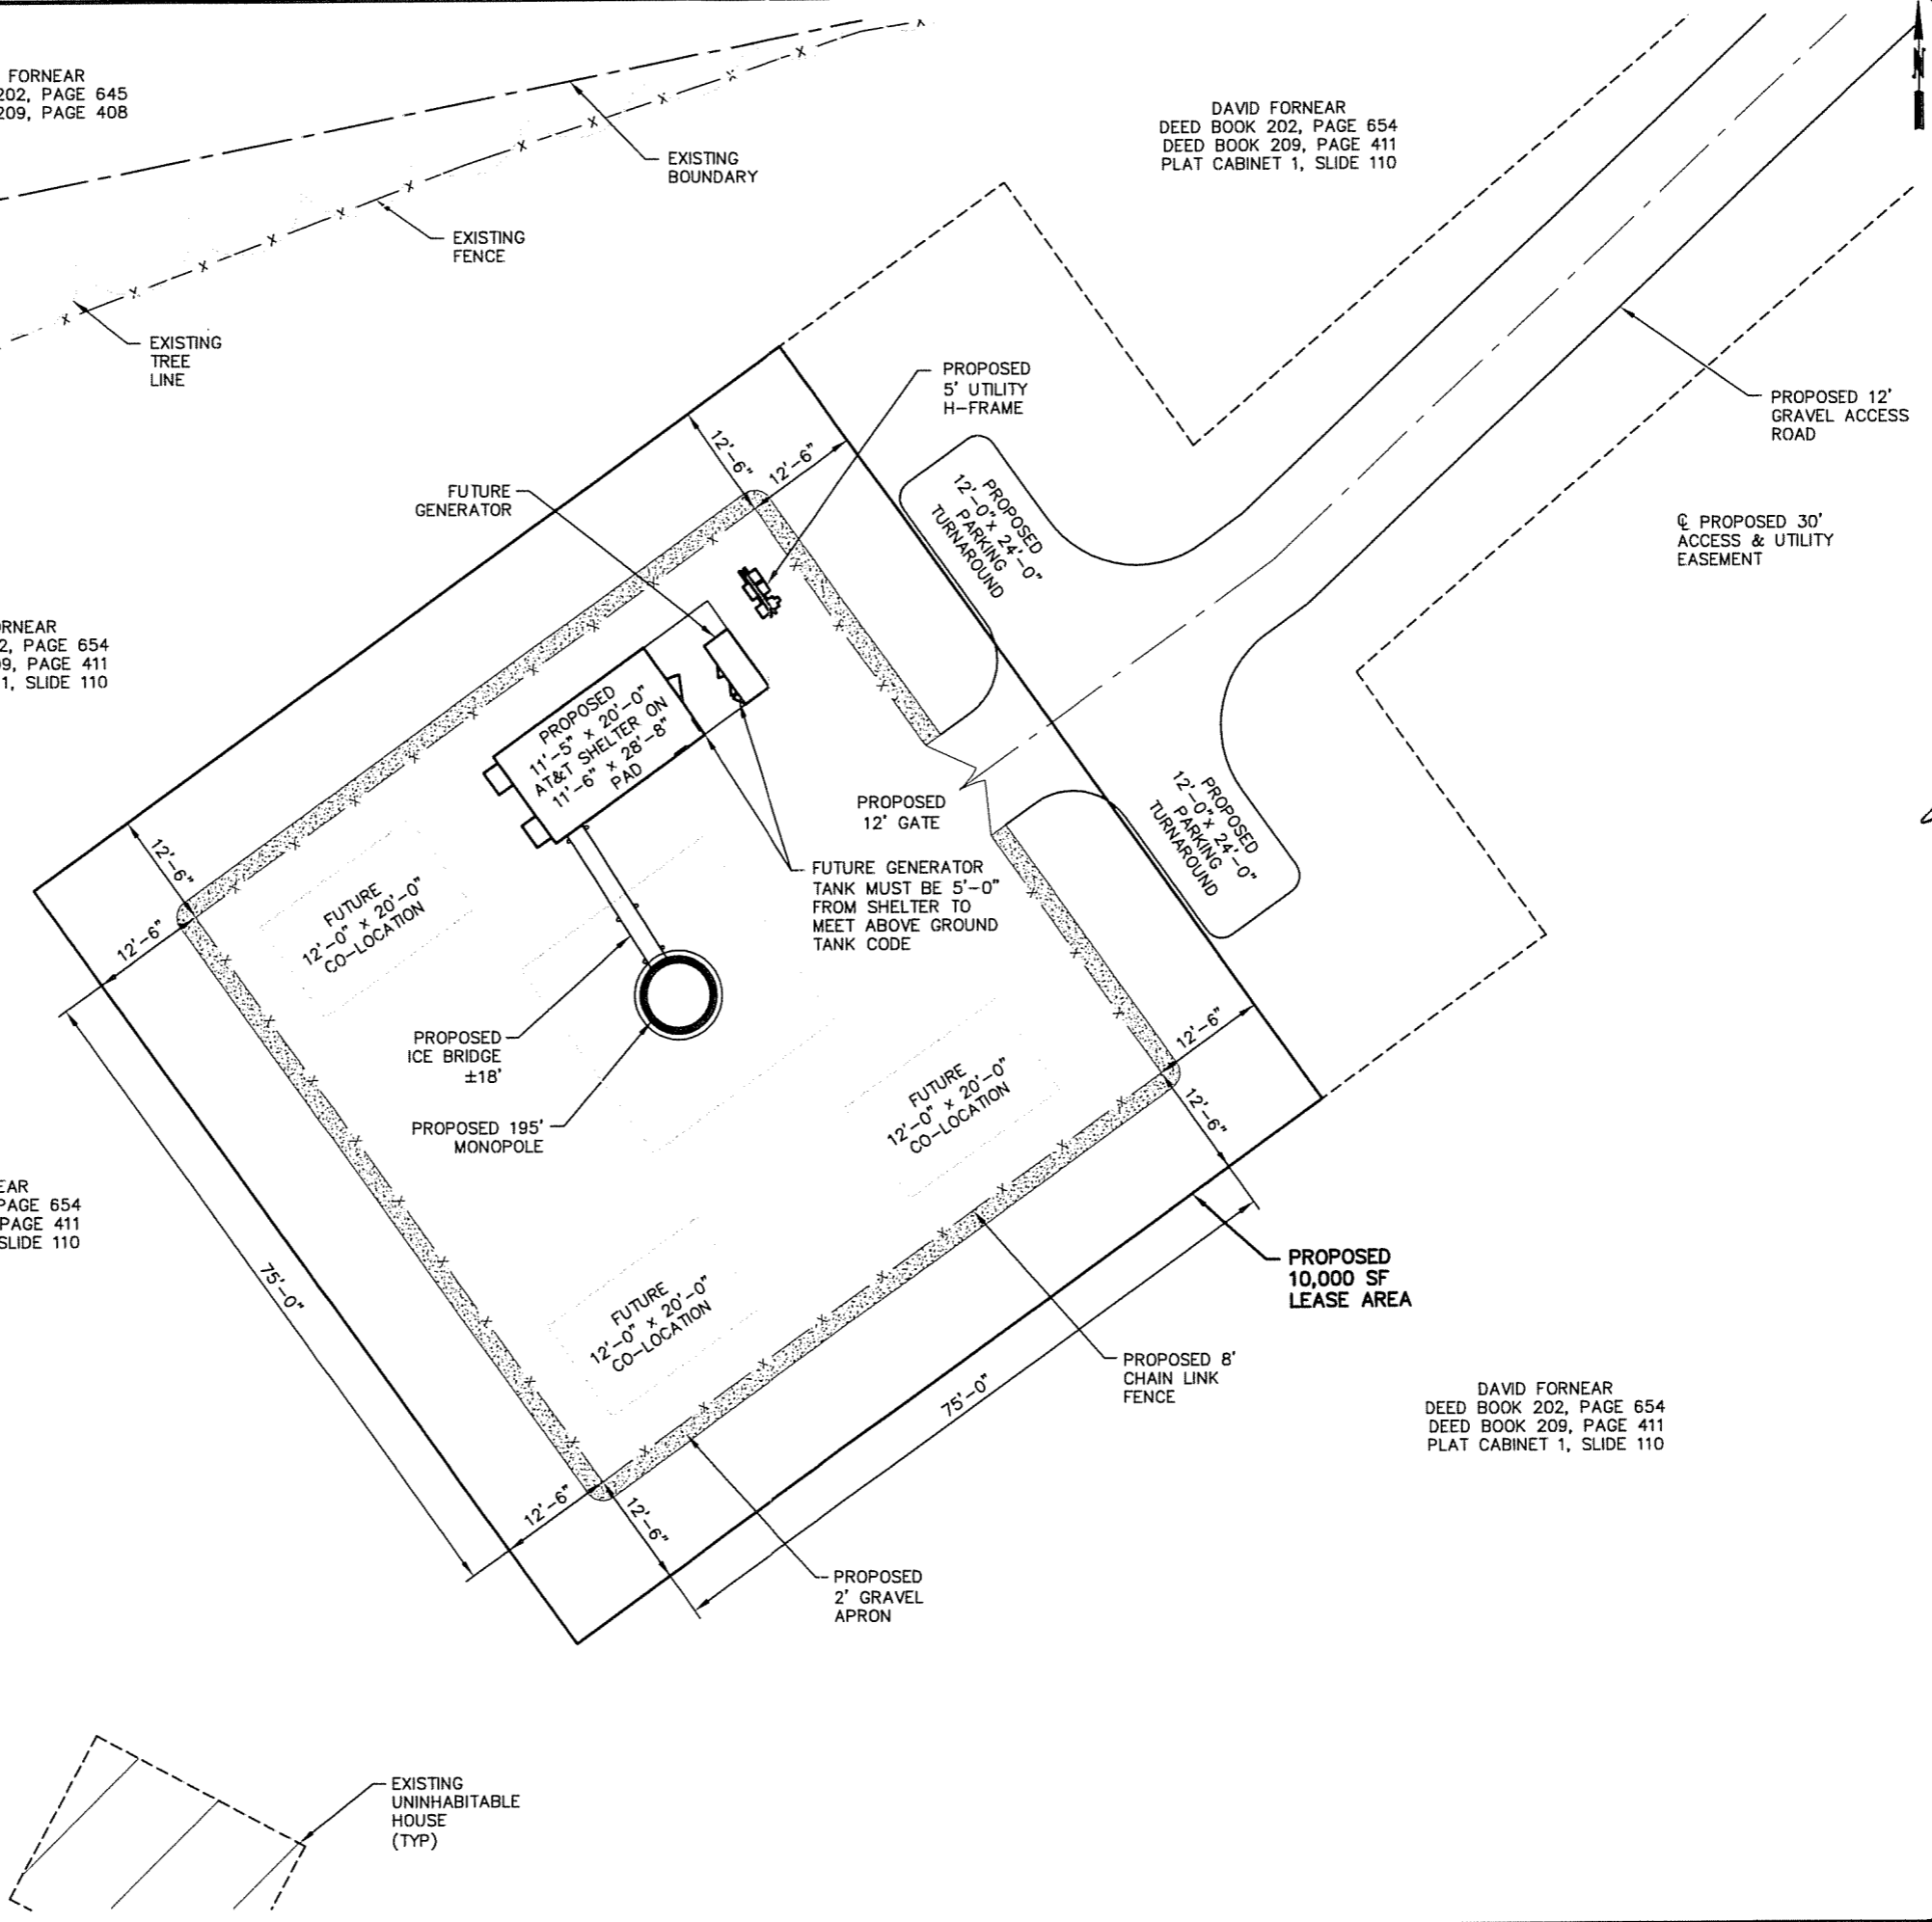 FORNEAR
202, PAGE 645
209, PAGE 408
EXISTING
BOUNDARY
EXISTING
FENCE
EXISTING
TREE
LINE
DAVID FORNEAR
DEED BOOK 202, PAGE 654
DEED BOOK 209, PAGE 411
PLAT CABINET 1, SLIDE 110
N
PROPOSED
5' UTILITY
H-FRAME
PROPOSED 12'
GRAVEL ACCESS
ROAD
12'-6"
12'-6"
FUTURE
GENERATOR
PROPOSED
12'-0" x 24'-0"
PARKING
TURNAROUND
℄ PROPOSED 30'
ACCESS & UTILITY
EASEMENT
RNEAR
2, PAGE 654
09, PAGE 411
1, SLIDE 110
PROPOSED
11'-5" x 20'-0"
AT&T SHELTER ON
11'-6" x 28'-8"
PAD
PROPOSED
12' GATE
PROPOSED
12'-0" x 24'-0"
PARKING
TURNAROUND
12'-6"
12'-6"
FUTURE
12'-0" x 20'-0"
CO-LOCATION
FUTURE GENERATOR
TANK MUST BE 5'-0"
FROM SHELTER TO
MEET ABOVE GROUND
TANK CODE
PROPOSED
ICE BRIDGE
±18'
PROPOSED 195'
MONOPOLE
FUTURE
12'-0" x 20'-0"
CO-LOCATION
12'-6"
12'-6"
EAR
PAGE 654
PAGE 411
SLIDE 110
75'-0"
FUTURE
12'-0" x 20'-0"
CO-LOCATION
PROPOSED
10,000 SF
LEASE AREA
PROPOSED 8'
CHAIN LINK
FENCE
75'-0"
DAVID FORNEAR
DEED BOOK 202, PAGE 654
DEED BOOK 209, PAGE 411
PLAT CABINET 1, SLIDE 110
12'-6"
12'-6"
PROPOSED
2' GRAVEL
APRON
EXISTING
UNINHABITABLE
HOUSE
(TYP)